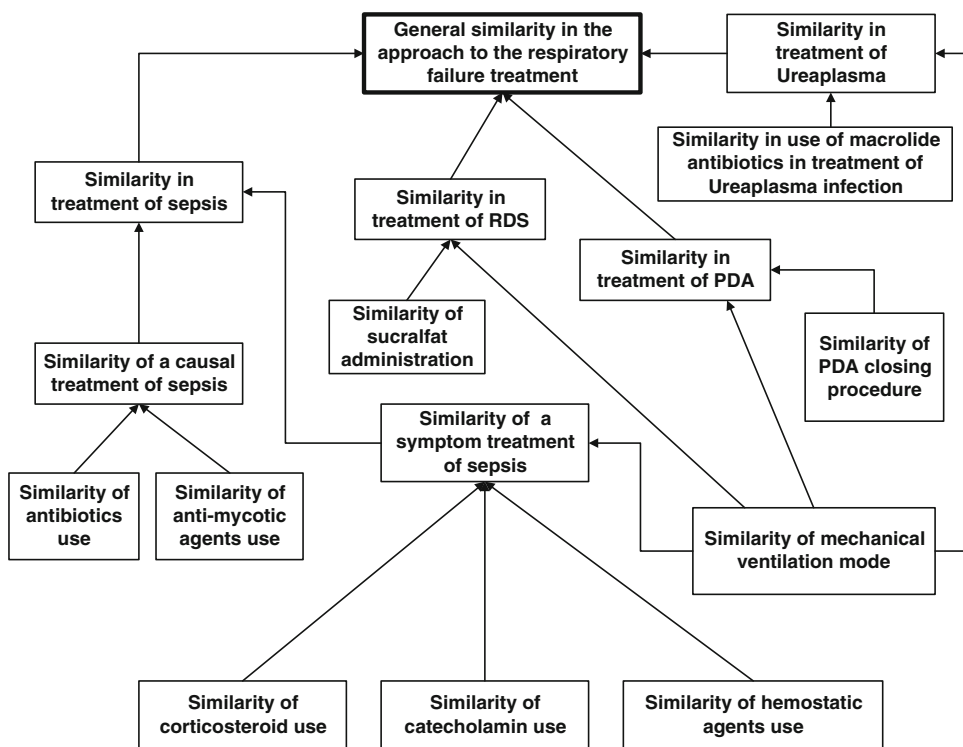 General similarity in the
approach to the respiratory
failure treatment
Similarity in
treatment of
Ureaplasma
Similarity in use of macrolide
antibiotics in treatment of
Ureaplasma infection
Similarity in
treatment of sepsis
Similarity in
treatment of RDS
Similarity in
treatment of PDA
Similarity of
sucralfat
administration
Similarity of
PDA closing
procedure
Similarity of a causal
treatment of sepsis
Similarity of a
symptom treatment
of sepsis
Similarity of
antibiotics
use
Similarity of
anti-mycotic
agents use
Similarity of mechanical
ventilation mode
Similarity of
corticosteroid use
Similarity of
catecholamin use
Similarity of hemostatic
agents use